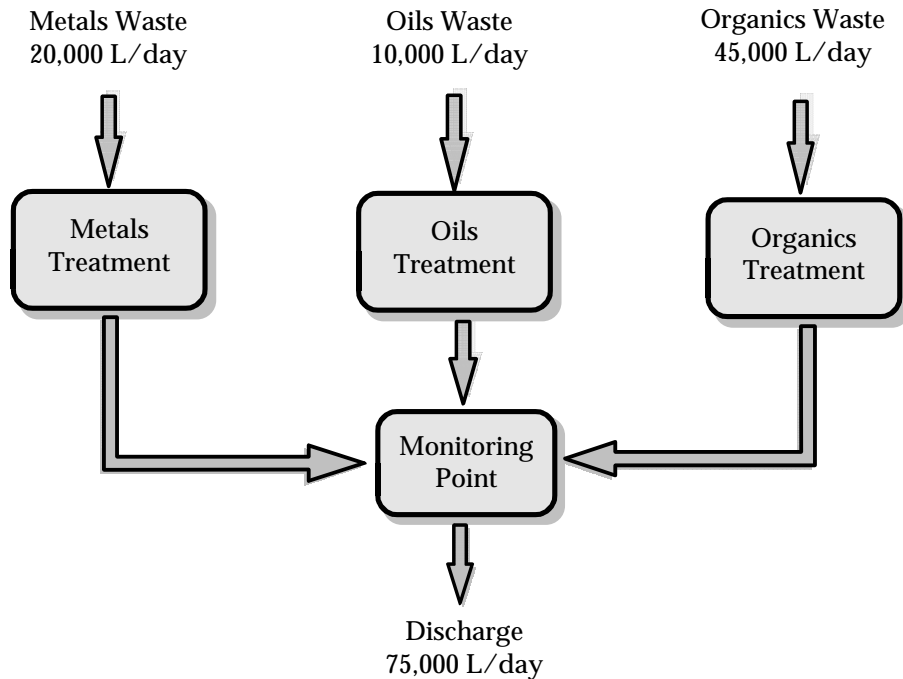 Metals Waste
20,000 L/day
Oils Waste
10,000 L/day
Organics Waste
45,000 L/day
Metals
Treatment
Oils
Treatment
Organics
Treatment
Monitoring
Point
Discharge
75,000 L/day